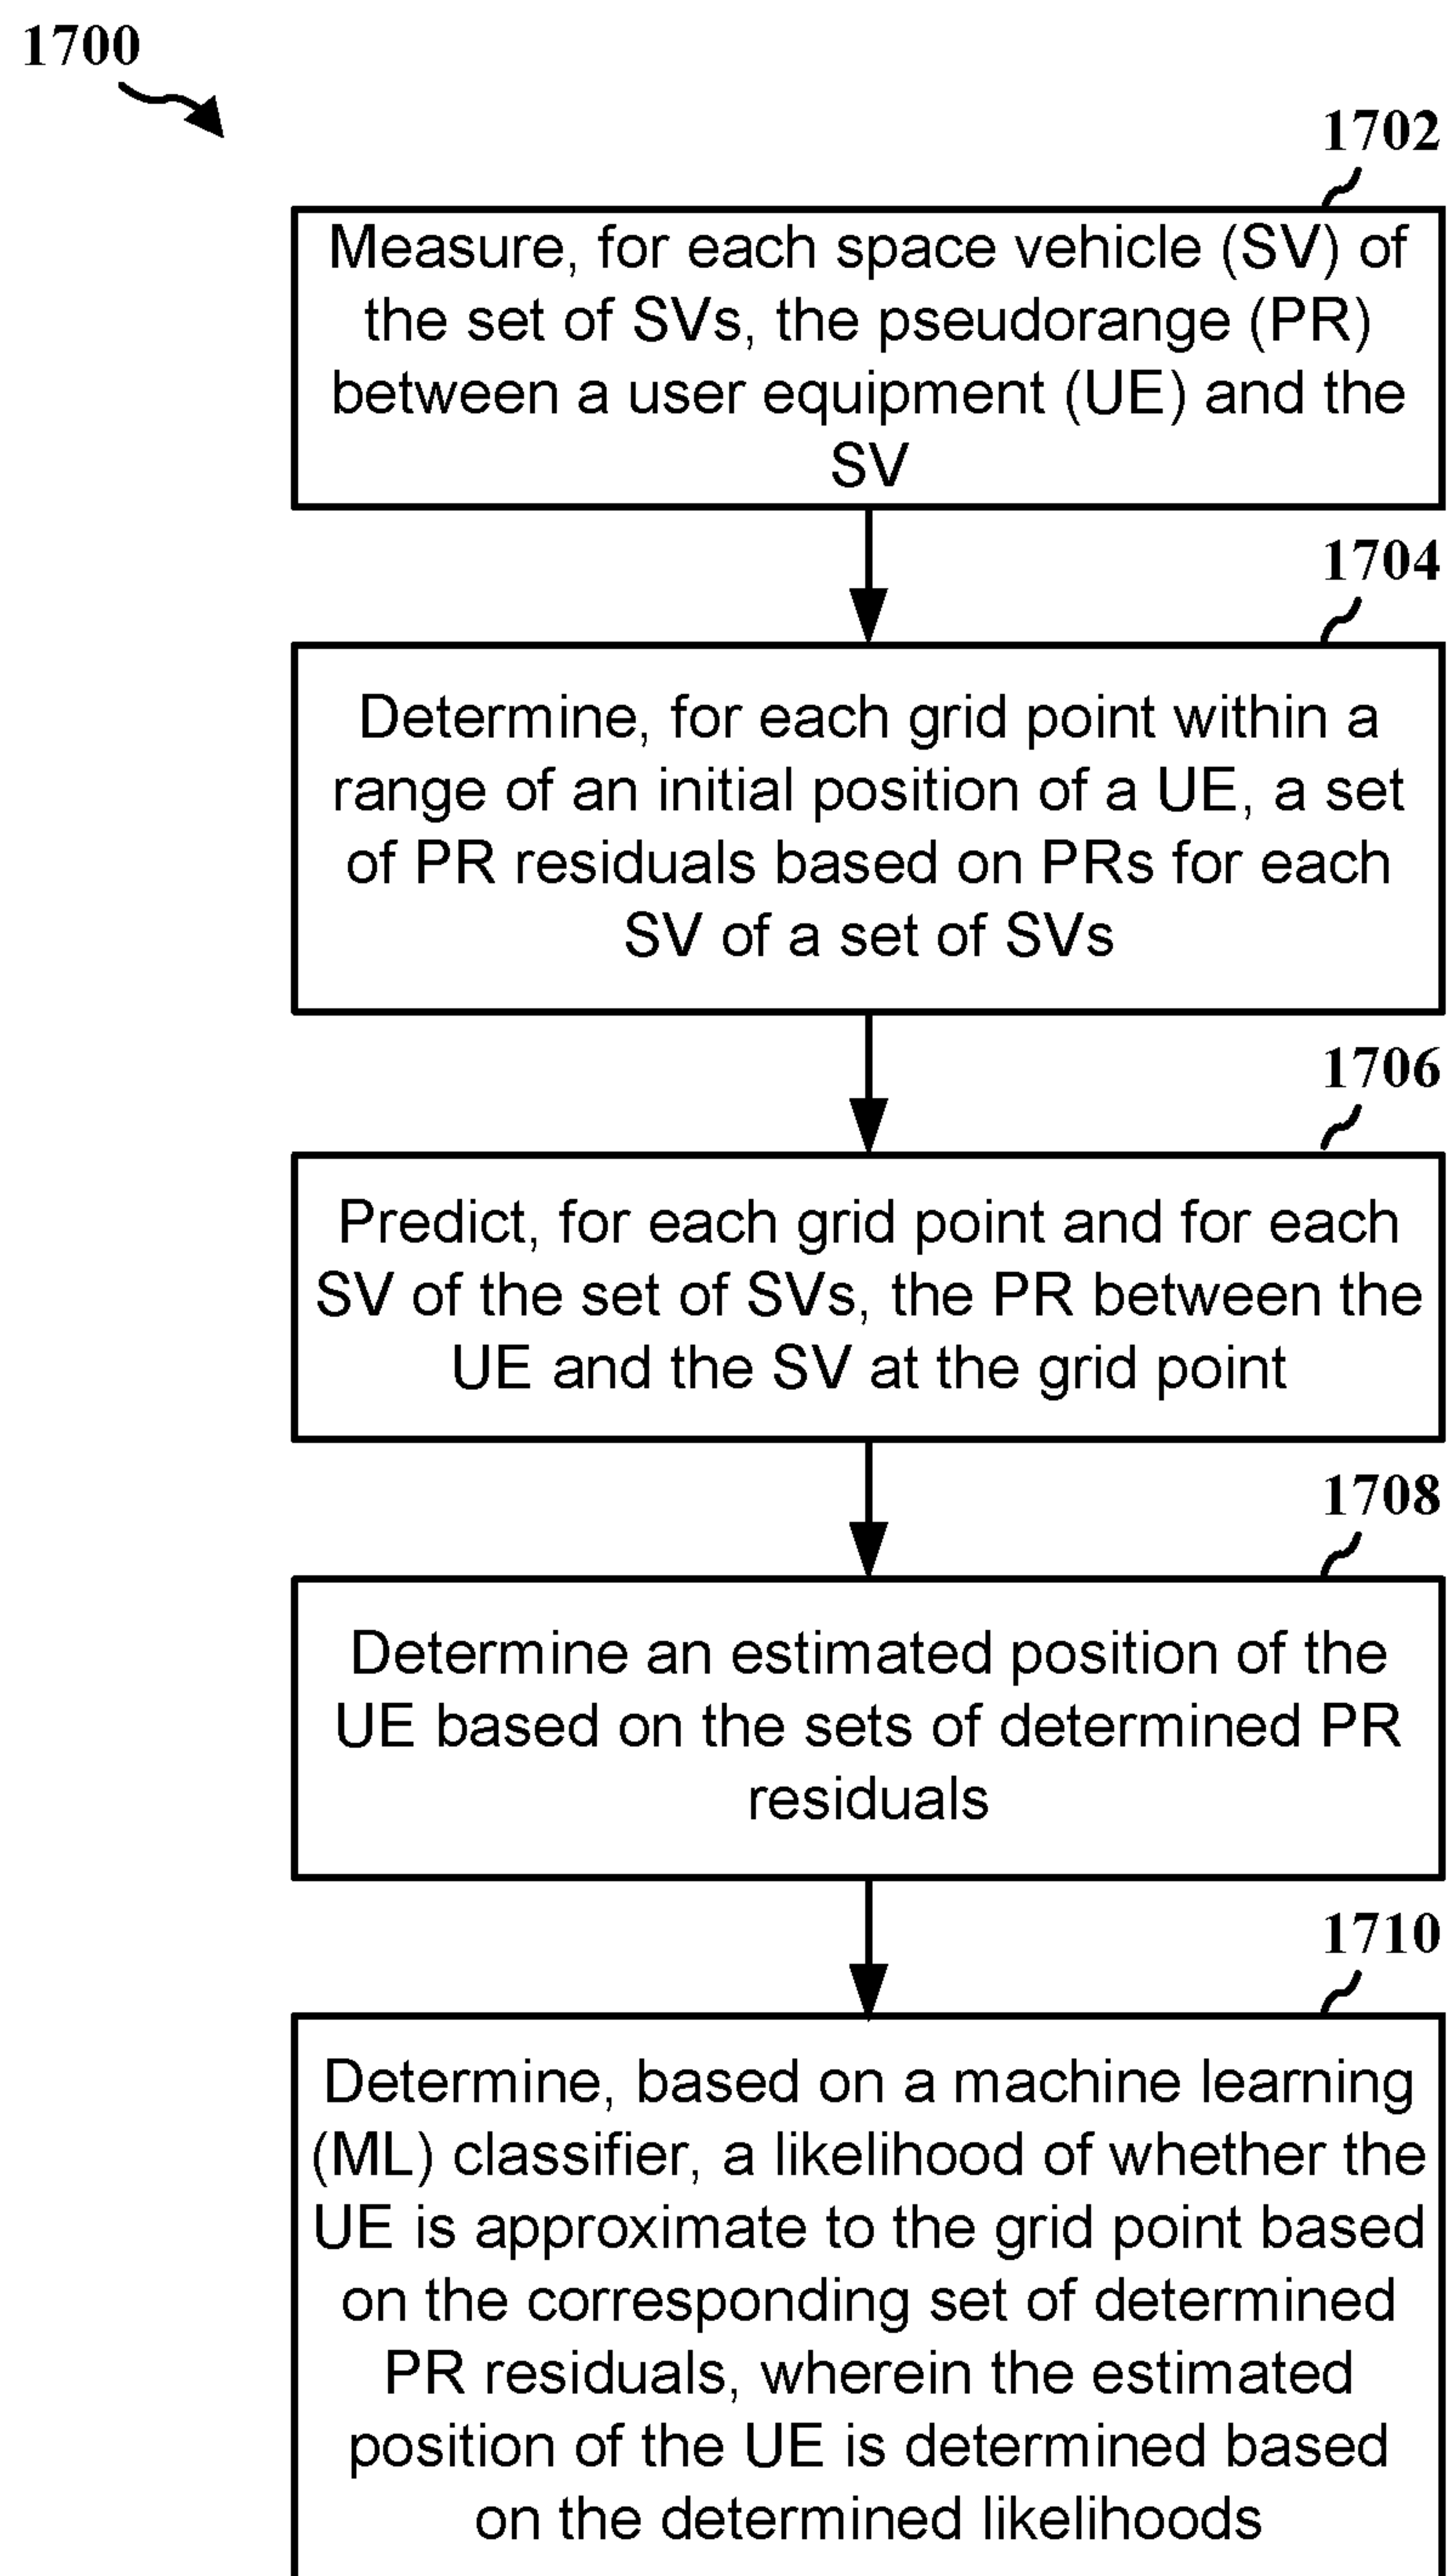 1700
1702
Measure, for each space vehicle (SV) of
the set of SVs, the pseudorange (PR)
between a user equipment (UE) and the
SV
1704
Determine, for each grid point within a
range of an initial position of a UE, a set
of PR residuals based on PRs for each
SV of a set of SVs
1706
Predict, for each grid point and for each
SV of the set of SVs, the PR between the
UE and the SV at the grid point
1708
Determine an estimated position of the
UE based on the sets of determined PR
residuals
1710
Determine, based on a machine learning
(ML) classifier, a likelihood of whether the
UE is approximate to the grid point based
on the corresponding set of determined
PR residuals, wherein the estimated
position of the UE is determined based
on the determined likelihoods